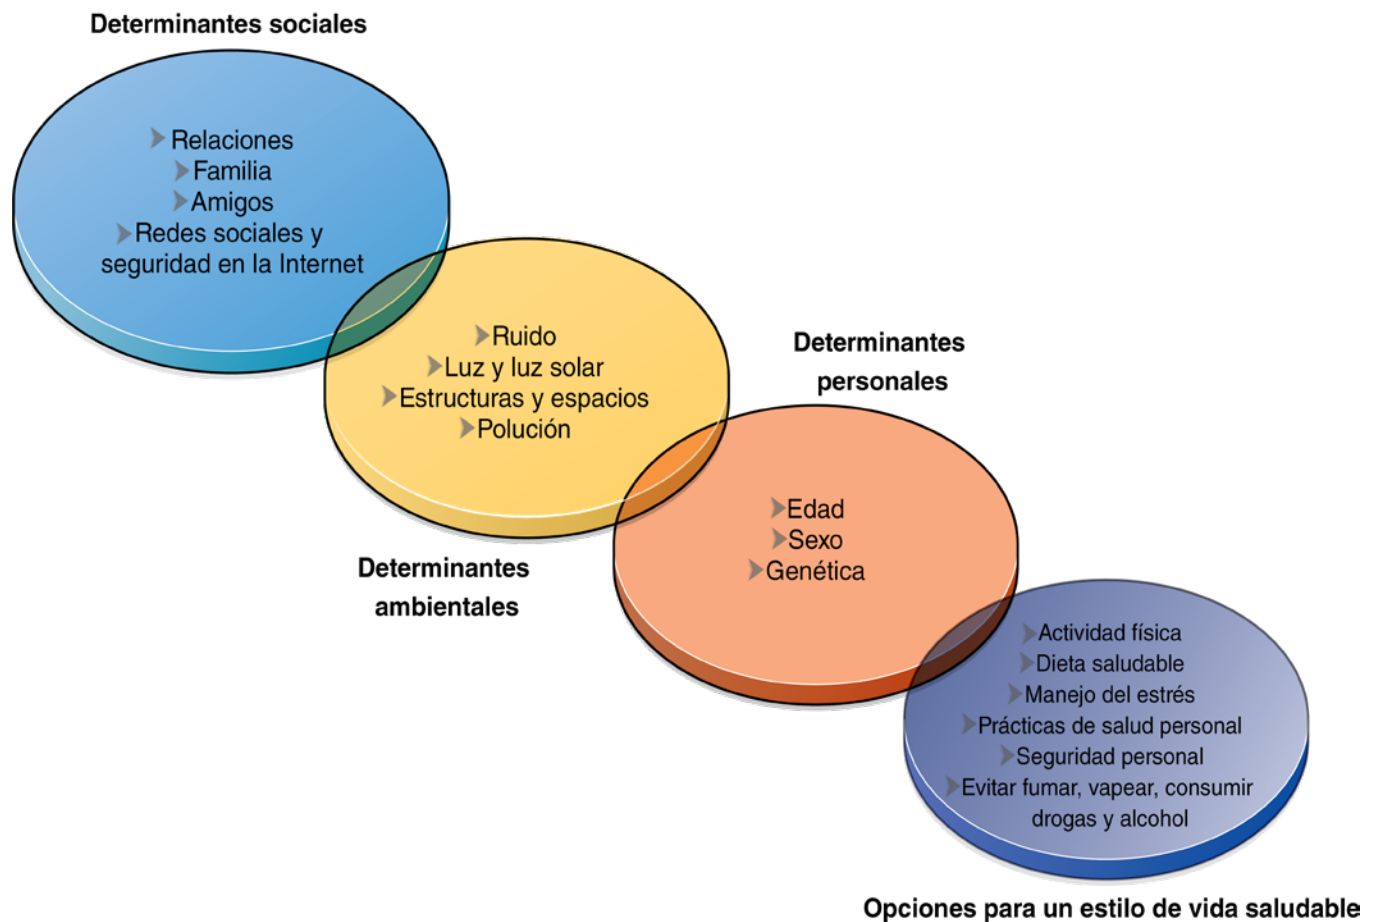 Determinantes sociales
Relaciones
Familia
Amigos
Redes sociales y
seguridad en la Internet
Ruido
Luz y luz solar
Estructuras y espacios
Polución
Determinantes
ambientales
Determinantes
personales
Edad
Sexo
Genética
Actividad física
Dieta saludable
Manejo del estrés
Prácticas de salud personal
Seguridad personal
Evitar fumar, vapear, consumir
drogas y alcohol
Opciones para un estilo de vida saludable